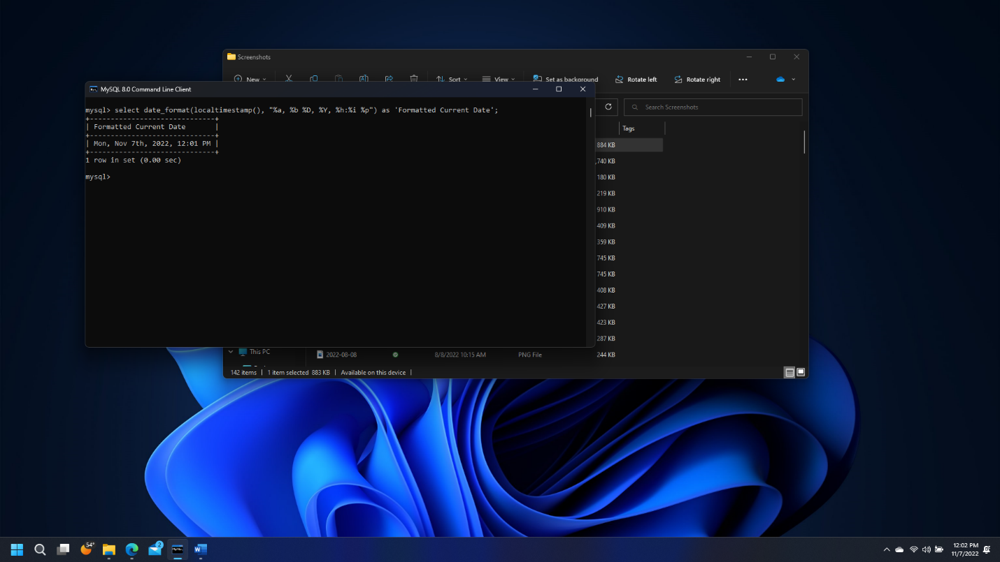 Screenshots
New
Sort
View
Set as background
Rotate left
Rotate right
MySQL 8.0 Command Line Client
Search Screenshots
mysql> select date_format(localtimestamp(), "%a, %b %D, %Y, %h:%i %p") as 'Formatted Current Date';
+------------------------------+
| Formatted Current Date       |
+------------------------------+
| Mon, Nov 7th, 2022, 12:01 PM |
+------------------------------+
1 row in set (0.00 sec)
mysql>
Tags
884 KB
,740 KB
180 KB
219 KB
910 KB
409 KB
359 KB
745 KB
745 KB
408 KB
427 KB
423 KB
287 KB
This PC
2022-08-08 8/8/2022 10:15 AM PNG File 244 KB
142 items | 1 item selected 883 KB | Available on this device |
54°
2
MySQL
W
12:02 PM
11/7/2022